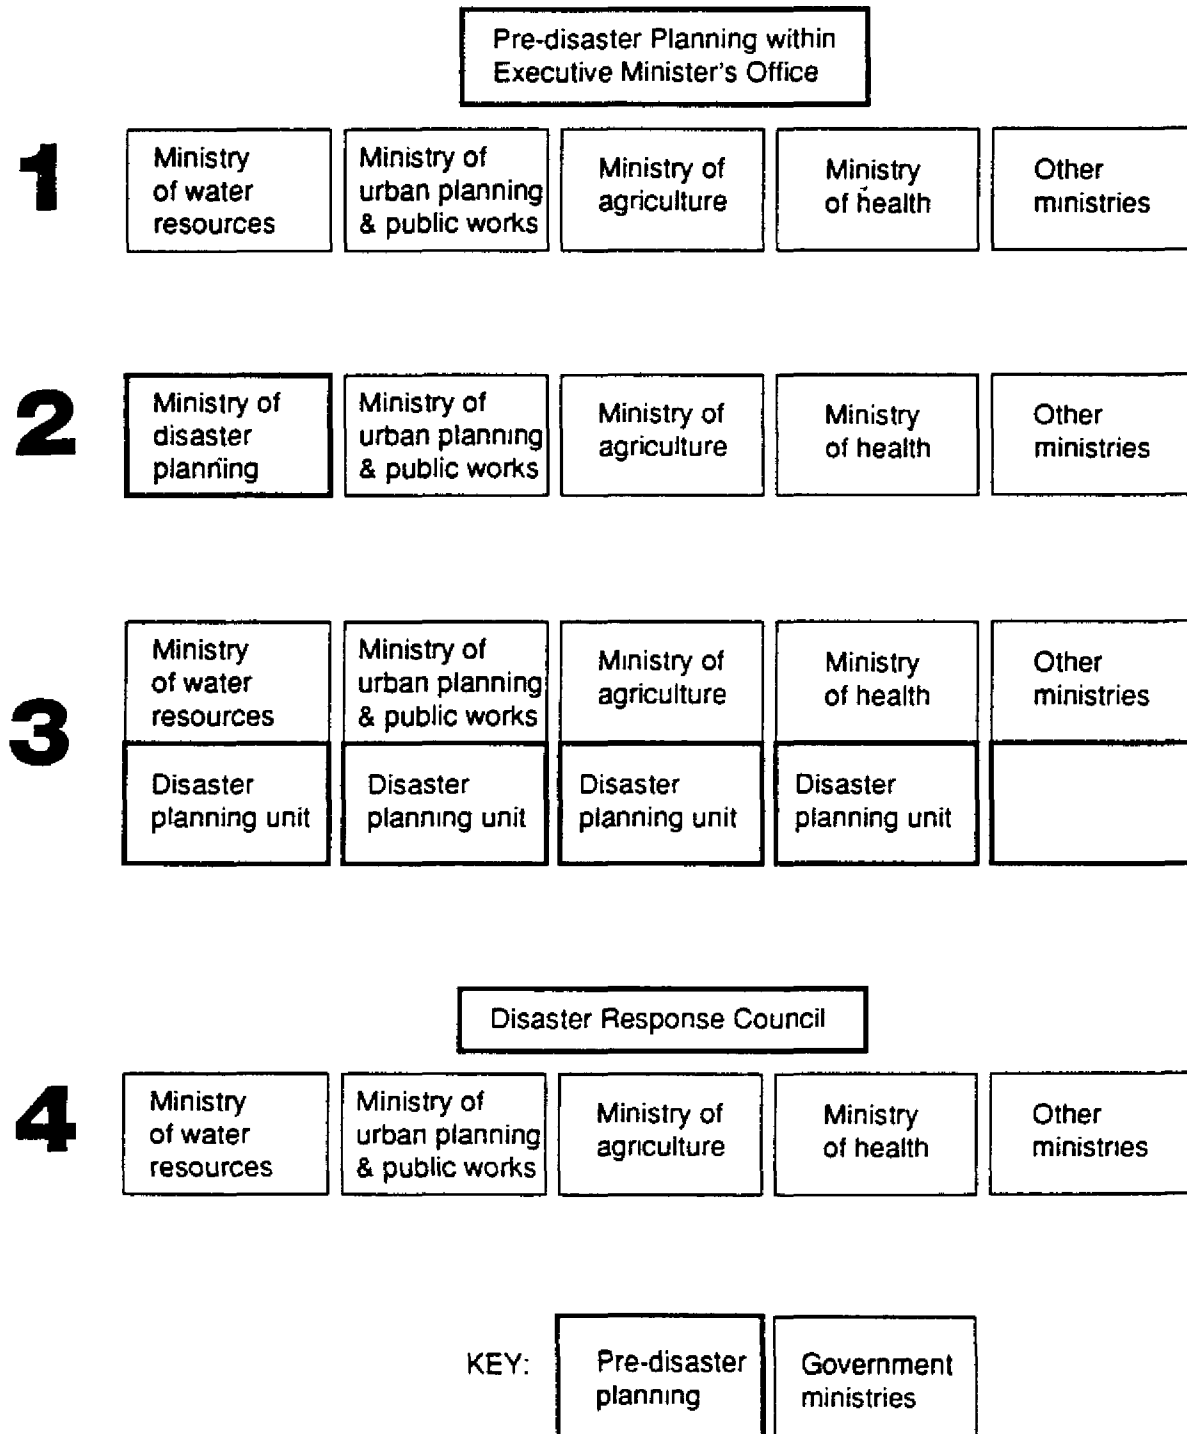 Pre-disaster Planning within
Executive Minister's Office
1
Ministry
of water
resources
Ministry of
urban planning
& public works
Ministry of
agriculture
Ministry
of health
Other
ministries
2
Ministry of
disaster
planning
Ministry of
urban planning
& public works
Ministry of
agriculture
Ministry
of health
Other
ministries
3
Ministry
of water
resources
Ministry of
urban planning
& public works
Ministry of
agriculture
Ministry
of health
Other
ministries
Disaster
planning unit
Disaster
planning unit
Disaster
planning unit
Disaster
planning unit
Disaster Response Council
4
Ministry
of water
resources
Ministry of
urban planning
& public works
Ministry of
agriculture
Ministry
of health
Other
ministries
KEY:
Pre-disaster
planning
Government
ministries